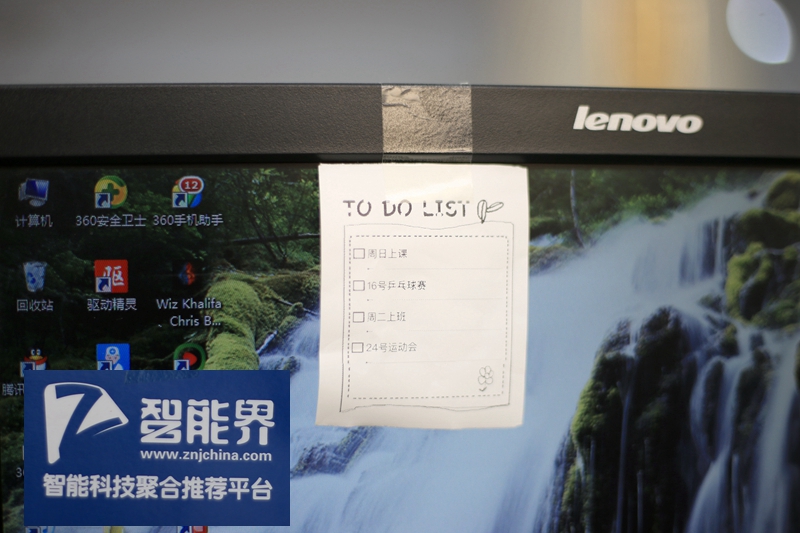 lenovo
TO DO LIST
周日上课
16号乒乓球赛
周二上班
24号运动会
计算机
360安全卫士
12
360手机助手
回收站
驱
驱动精灵
Wiz Khalifa
Chris B...
腾讯
智能界
www.znjchina.com
智能科技聚合推荐平台